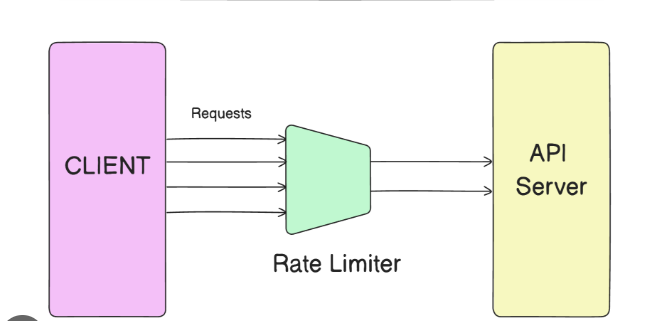 Requests
CLIENT
API
Server
Rate Limiter